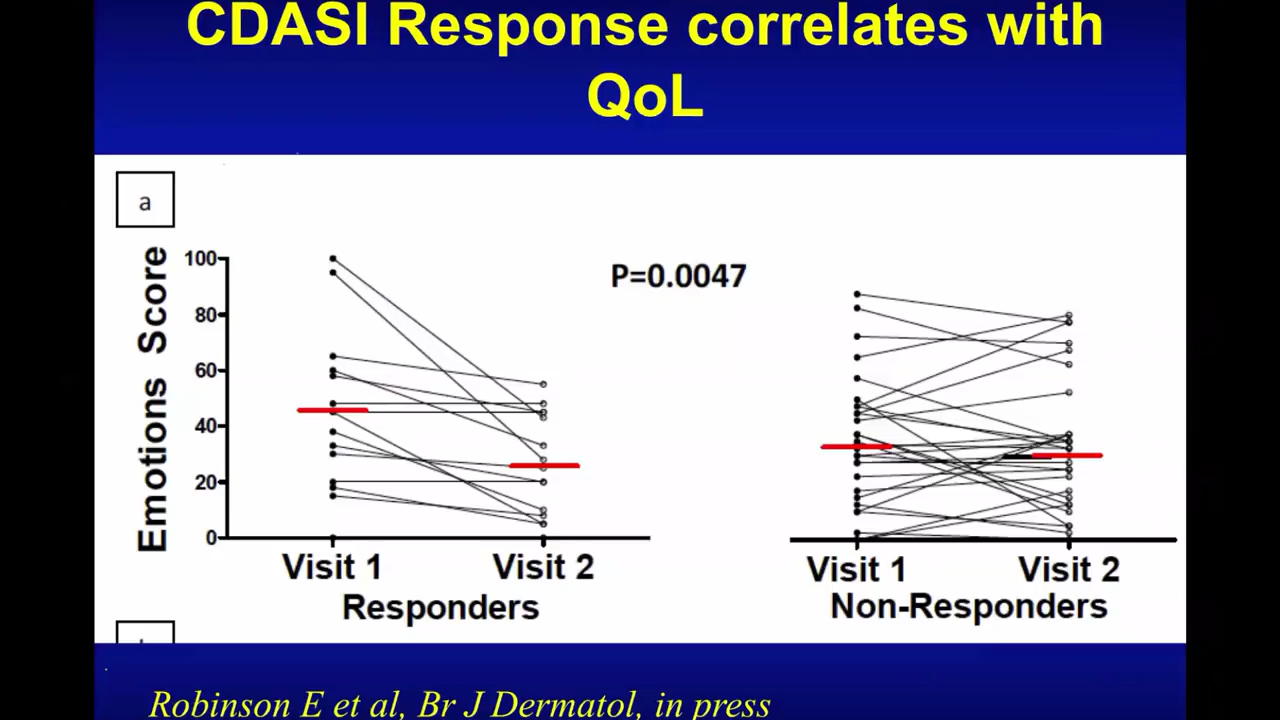 CDASI Response correlates with
QoL
a
Emotions Score
100
80
60
40
20
0
P=0.0047
Visit 1
Visit 2
Responders
Visit 1
Visit 2
Non-Responders
Robinson E et al, Br J Dermatol, in press